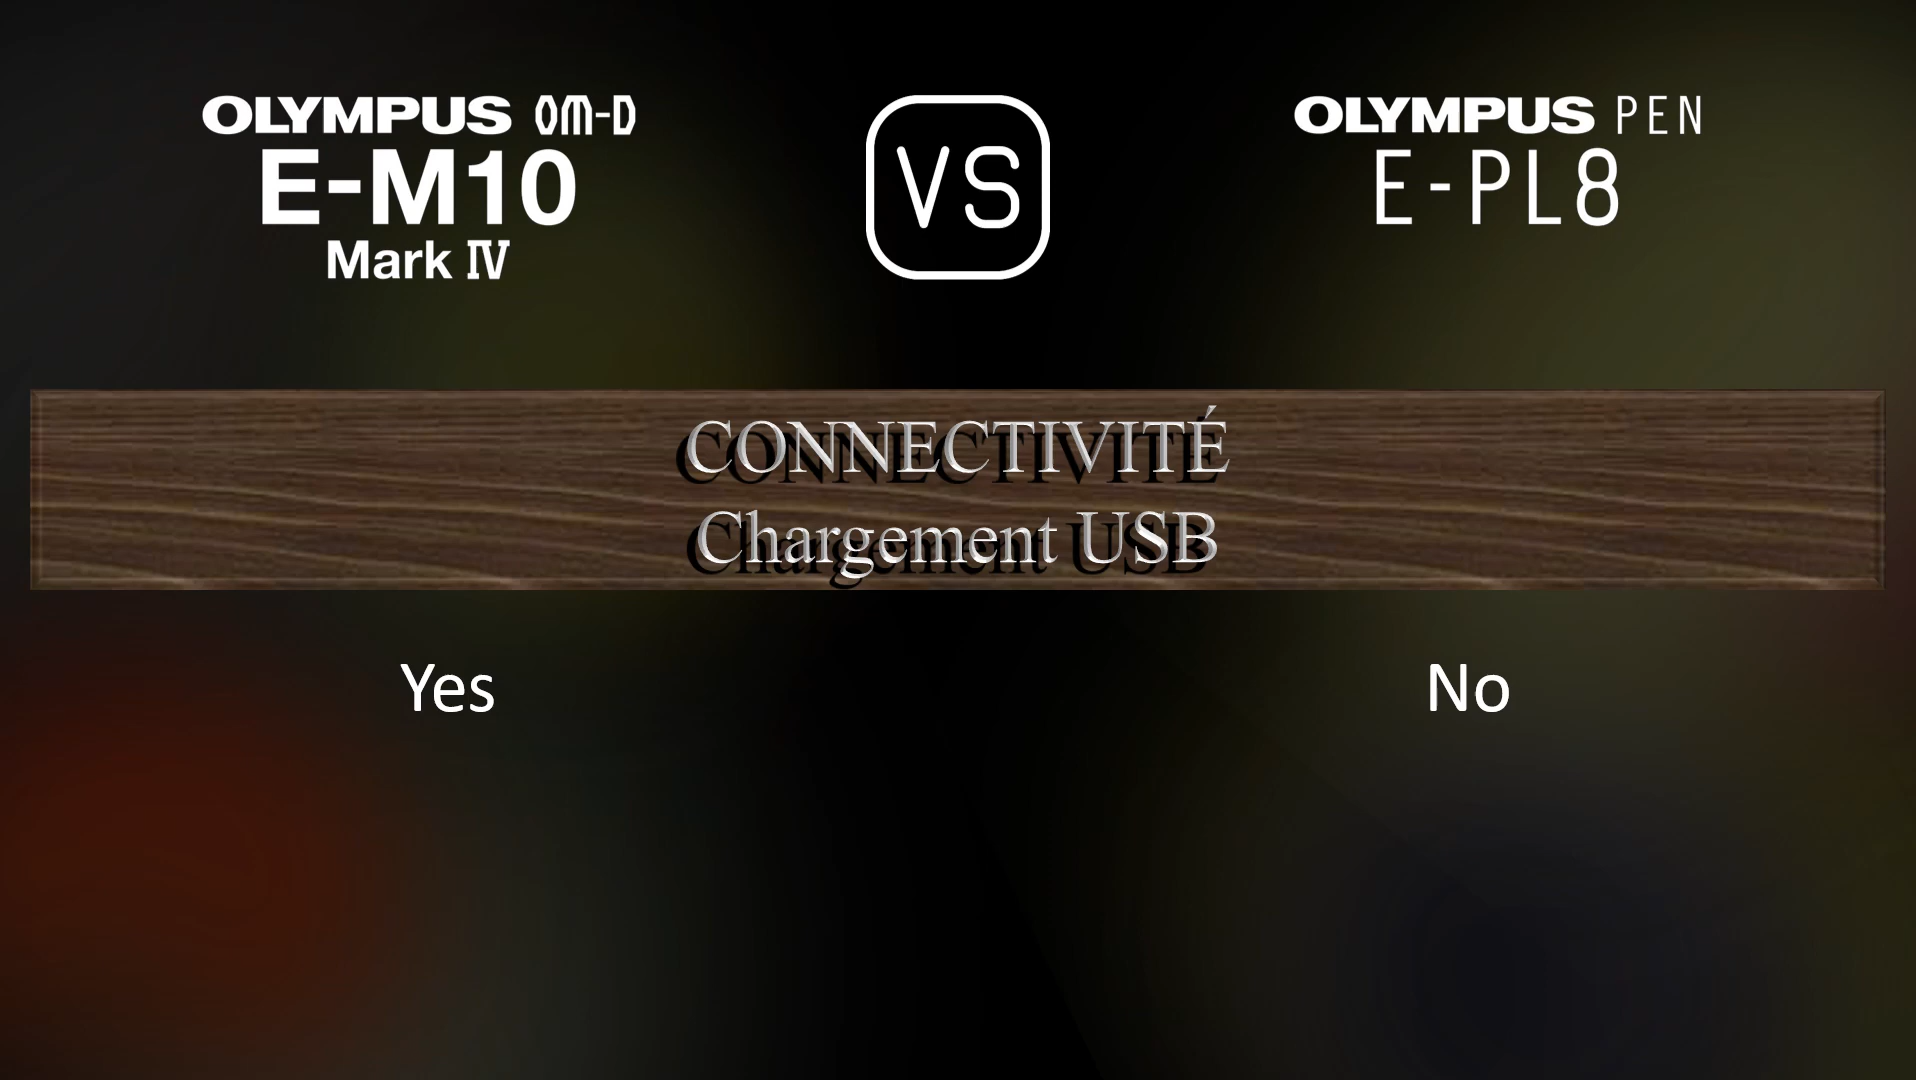 OLYMPUS OM-D
E-M10
Mark IV
VS
OLYMPUS PEN
E-PL8
CONNECTIVITÉ
Chargement USB
Yes
No